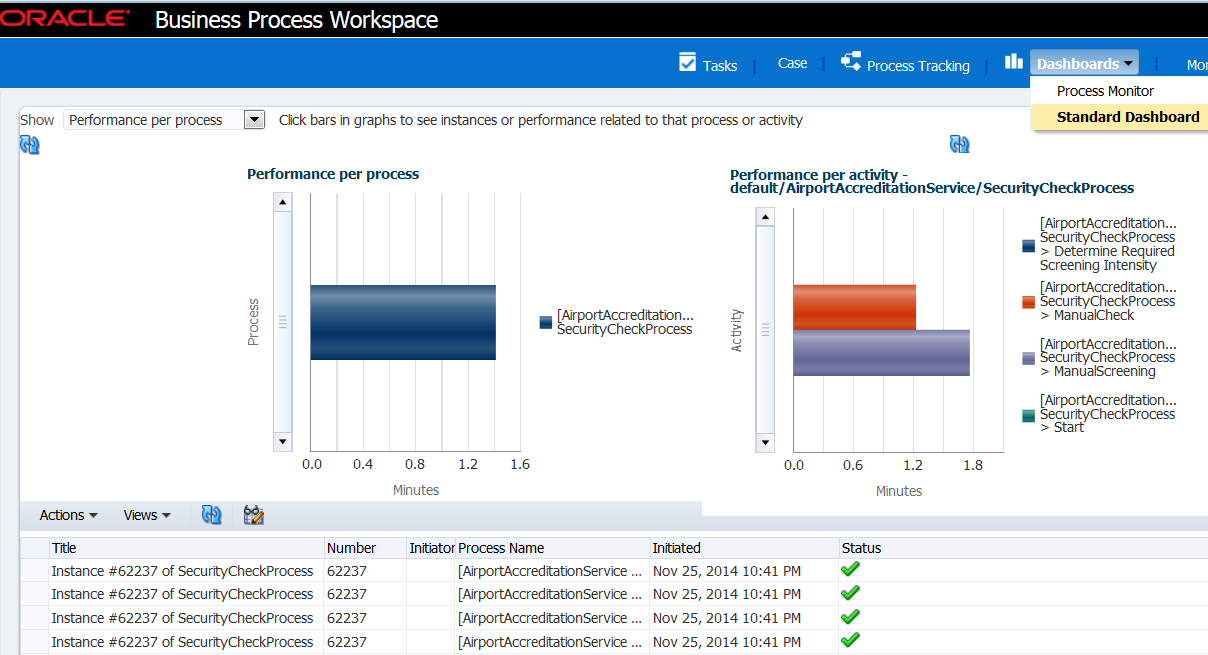 ORACLE Business Process Workspace
Tasks Case Process Tracking Dashboards
Process Monitor
Standard Dashboard
Show Performance per process Click bars in graphs to see instances or performance related to that process or activity
Performance per process
Process
[AirportAccreditation...
SecurityCheckProcess
0.0 0.4 0.8 1.2 1.6
Minutes
Performance per activity -
default/AirportAccreditationService/SecurityCheckProcess
Activity
[AirportAccreditation...
SecurityCheckProcess
> Determine Required
Screening Intensity
[AirportAccreditation...
SecurityCheckProcess
> ManualCheck
[AirportAccreditation...
SecurityCheckProcess
> ManualScreening
[AirportAccreditation...
SecurityCheckProcess
> Start
0.0 0.6 1.2 1.8
Minutes
Actions Views
Title Number Initiator Process Name Initiated Status
Instance #62237 of SecurityCheckProcess 62237 [AirportAccreditationService ... Nov 25, 2014 10:41 PM
Instance #62237 of SecurityCheckProcess 62237 [AirportAccreditationService ... Nov 25, 2014 10:41 PM
Instance #62237 of SecurityCheckProcess 62237 [AirportAccreditationService ... Nov 25, 2014 10:41 PM
Instance #62237 of SecurityCheckProcess 62237 [AirportAccreditationService ... Nov 25, 2014 10:41 PM